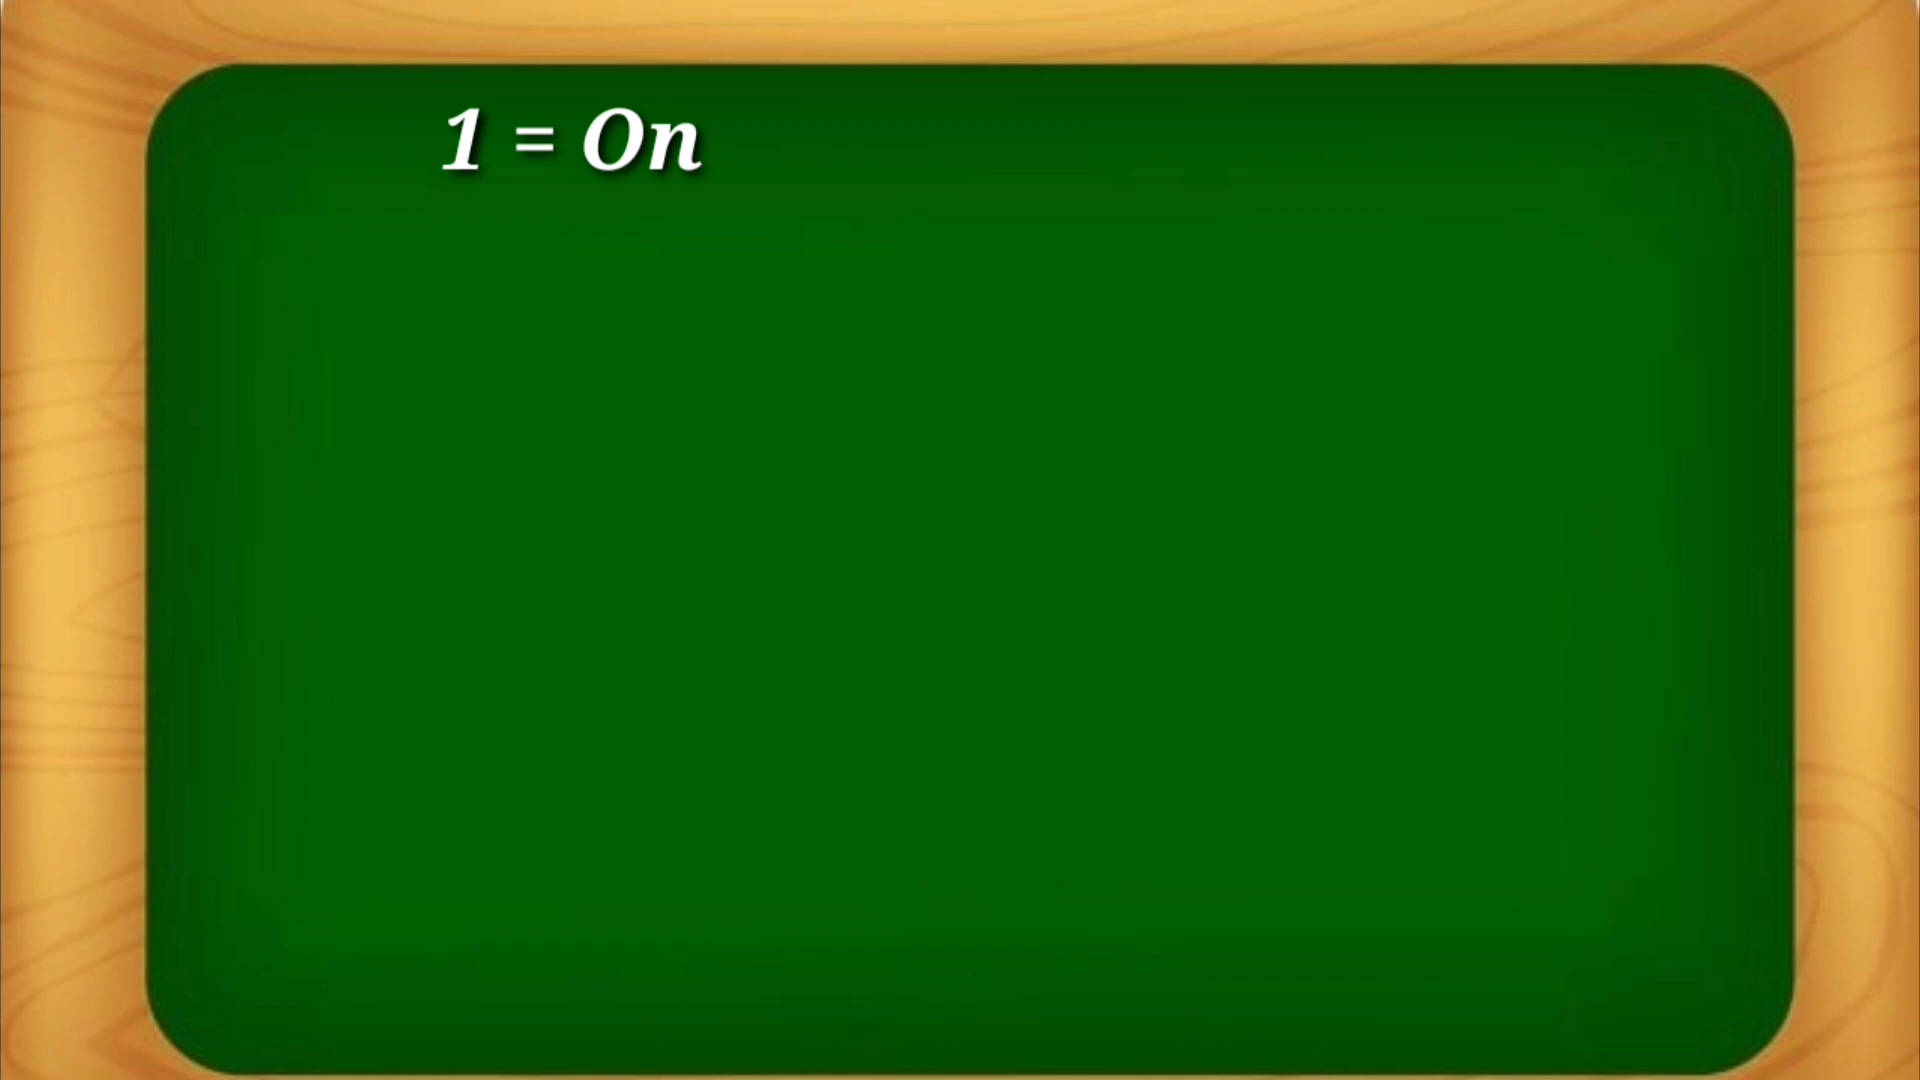 1 = On